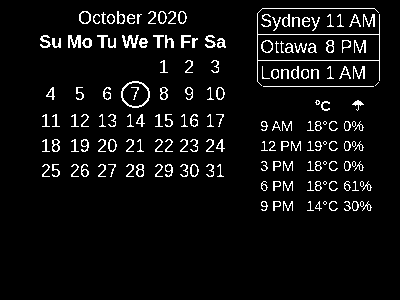 October 2020
Su Mo Tu We Th Fr Sa
1 2 3
4 5 6 7 8 9 10
11 12 13 14 15 16 17
18 19 20 21 22 23 24
25 26 27 28 29 30 31
Sydney 11 AM
Ottawa 8 PM
London 1 AM
°C ☂
9 AM 18°C 0%
12 PM 19°C 0%
3 PM 18°C 0%
6 PM 18°C 61%
9 PM 14°C 30%